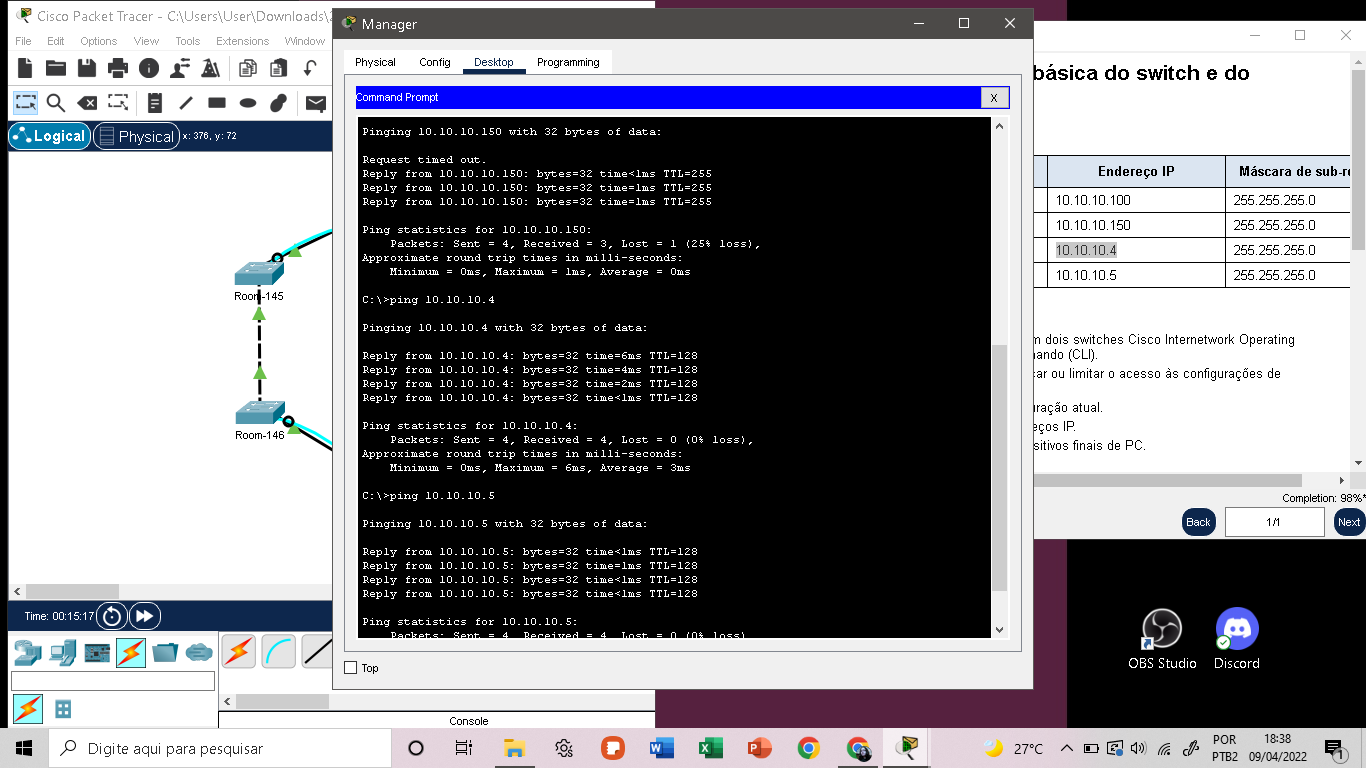 Cisco Packet Tracer - C:\Users\User\Downloads\2
File Edit Options View Tools Extensions Window
Logical Physical x: 376, y: 72
Room-145
Room-146
Time: 00:15:17
Console
Manager
Physical Config Desktop Programming
Command Prompt X
Pinging 10.10.10.150 with 32 bytes of data:
Request timed out.
Reply from 10.10.10.150: bytes=32 time<1ms TTL=255
Reply from 10.10.10.150: bytes=32 time=1ms TTL=255
Reply from 10.10.10.150: bytes=32 time=1ms TTL=255
Ping statistics for 10.10.10.150:
Packets: Sent = 4, Received = 3, Lost = 1 (25% loss),
Approximate round trip times in milli-seconds:
Minimum = 0ms, Maximum = 1ms, Average = 0ms
C:\>ping 10.10.10.4
Pinging 10.10.10.4 with 32 bytes of data:
Reply from 10.10.10.4: bytes=32 time=6ms TTL=128
Reply from 10.10.10.4: bytes=32 time=4ms TTL=128
Reply from 10.10.10.4: bytes=32 time=2ms TTL=128
Reply from 10.10.10.4: bytes=32 time<1ms TTL=128
Ping statistics for 10.10.10.4:
Packets: Sent = 4, Received = 4, Lost = 0 (0% loss),
Approximate round trip times in milli-seconds:
Minimum = 0ms, Maximum = 6ms, Average = 3ms
C:\>ping 10.10.10.5
Pinging 10.10.10.5 with 32 bytes of data:
Reply from 10.10.10.5: bytes=32 time<1ms TTL=128
Reply from 10.10.10.5: bytes=32 time<1ms TTL=128
Reply from 10.10.10.5: bytes=32 time<1ms TTL=128
Reply from 10.10.10.5: bytes=32 time<1ms TTL=128
Ping statistics for 10.10.10.5:
Packets: Sent = 4, Received = 4, Lost = 0 (0% loss)
Top
básica do switch e do
Endereço IP Máscara de sub-re
10.10.10.100 255.255.255.0
10.10.10.150 255.255.255.0
10.10.10.4 255.255.255.0
10.10.10.5 255.255.255.0
m dois switches Cisco Internetwork Operating
nando (CLI).
car ou limitar o acesso às configurações de
uração atual.
eços IP.
sitivos finais de PC.
Completion: 98%*
Back 1/1 Next
OBS Studio Discord
Digite aqui para pesquisar
27°C
POR
PTB2
18:38
09/04/2022
1